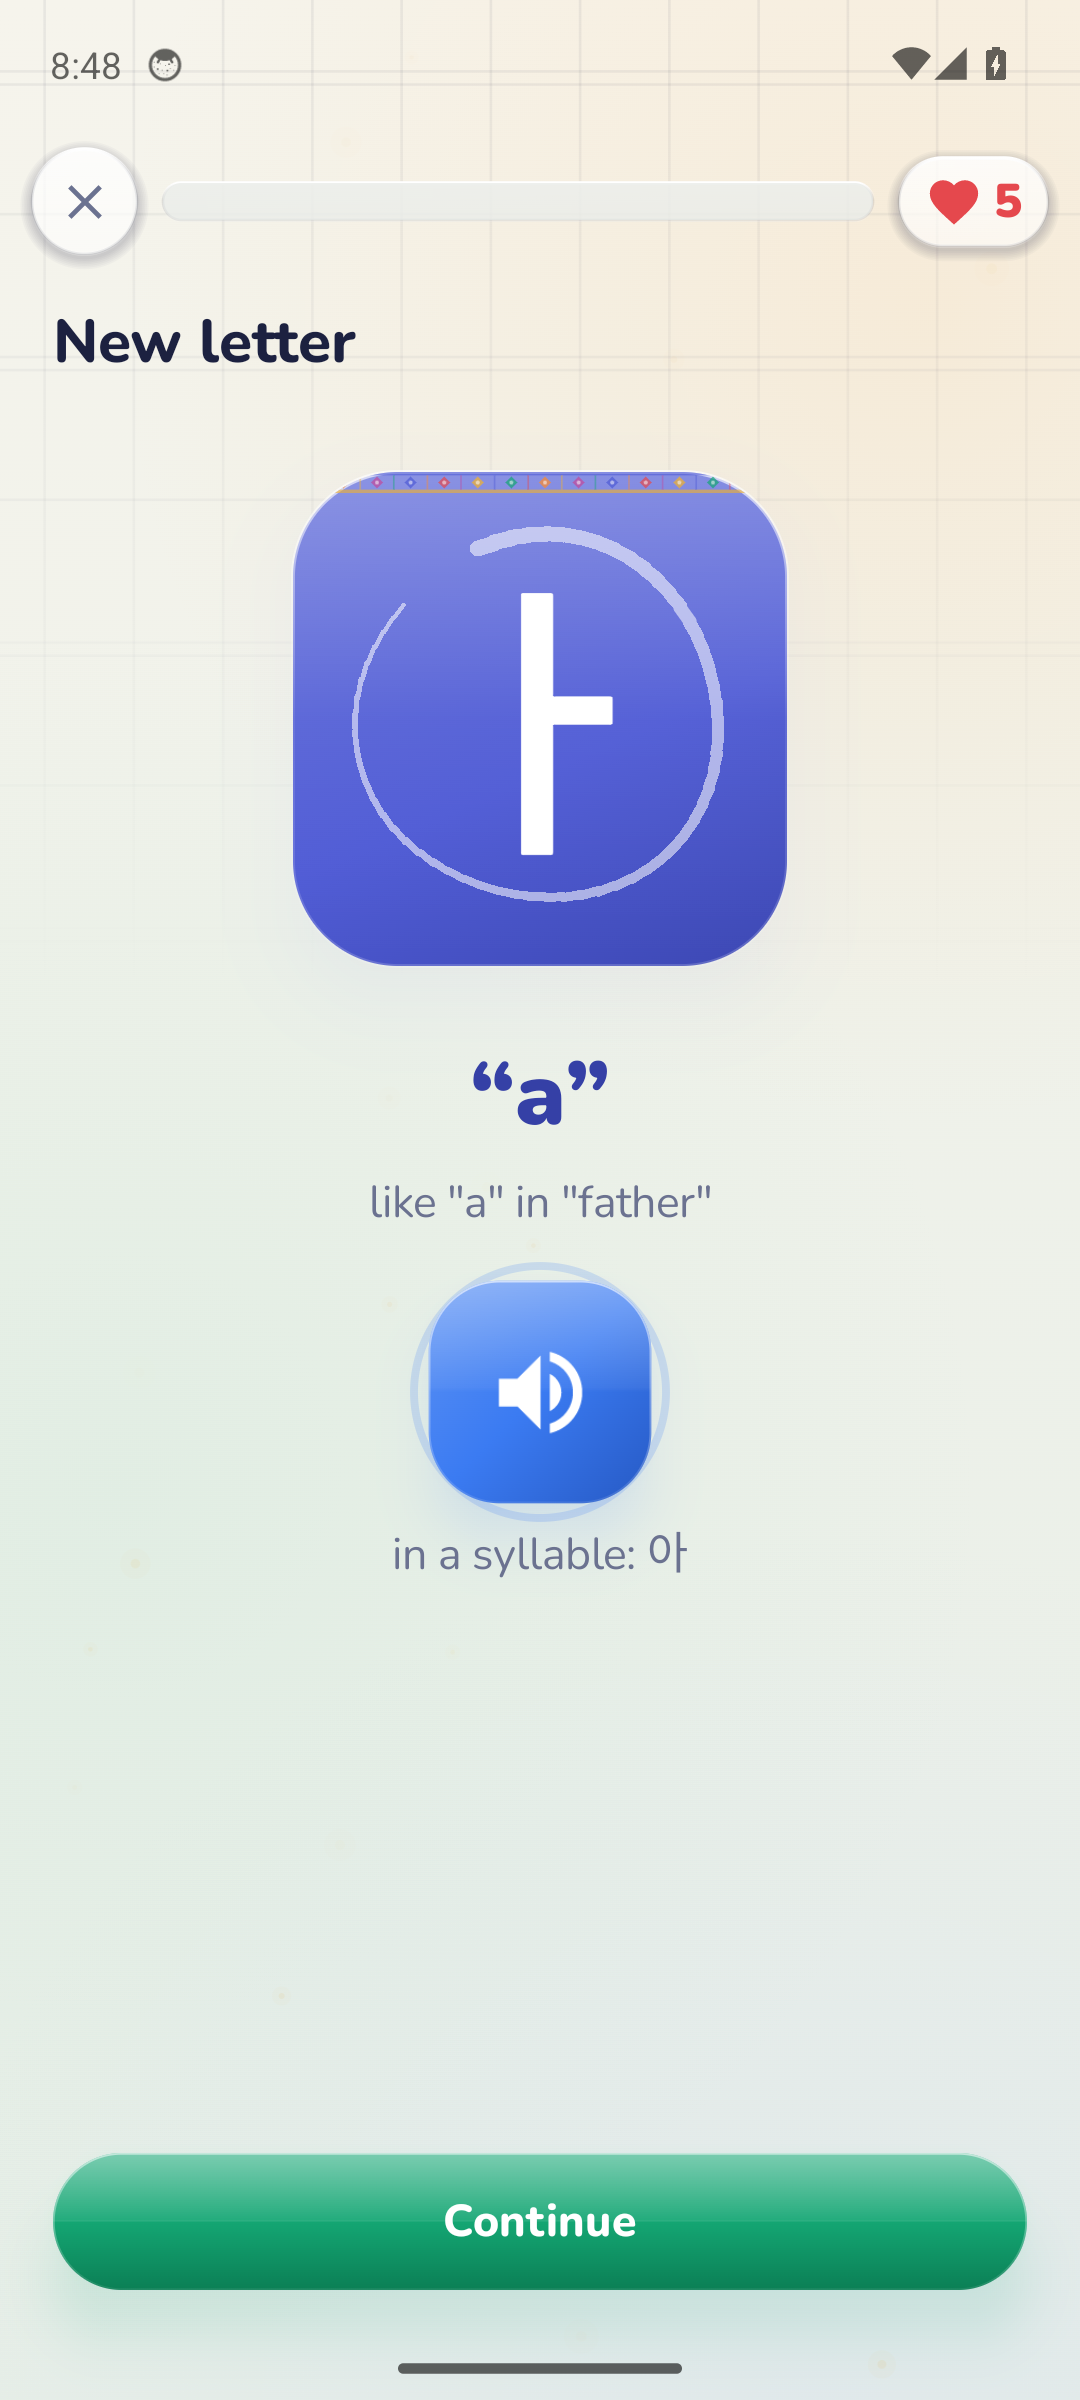 8:48
5
New letter
ㅏ
“a”
like "a" in "father"
in a syllable: 아
Continue